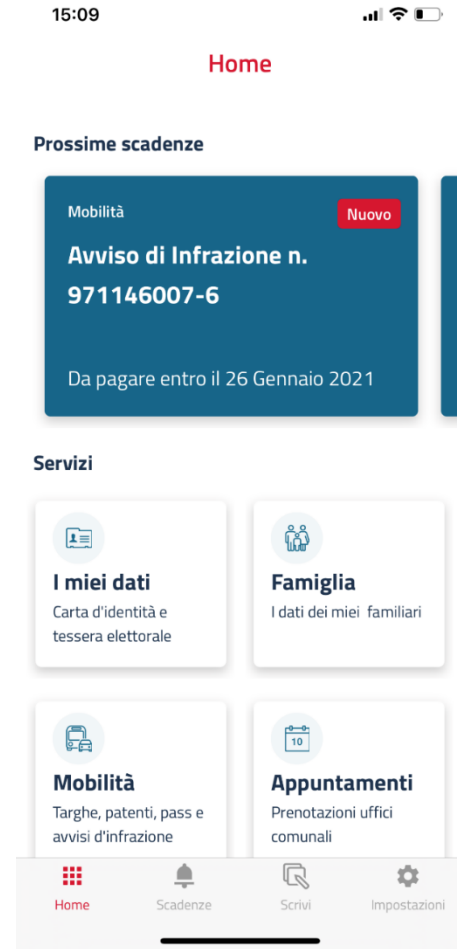 15:09
Home
Prossime scadenze
Mobilità
Nuovo
Avviso di Infrazione n.
971146007-6
Da pagare entro il 26 Gennaio 2021
Servizi
I miei dati
Carta d'identità e
tessera elettorale
Famiglia
I dati dei miei familiari
Mobilità
Targhe, patenti, pass e
avvisi d'infrazione
10
Appuntamenti
Prenotazioni uffici
comunali
Home
Scadenze
Scrivi
Impostazioni